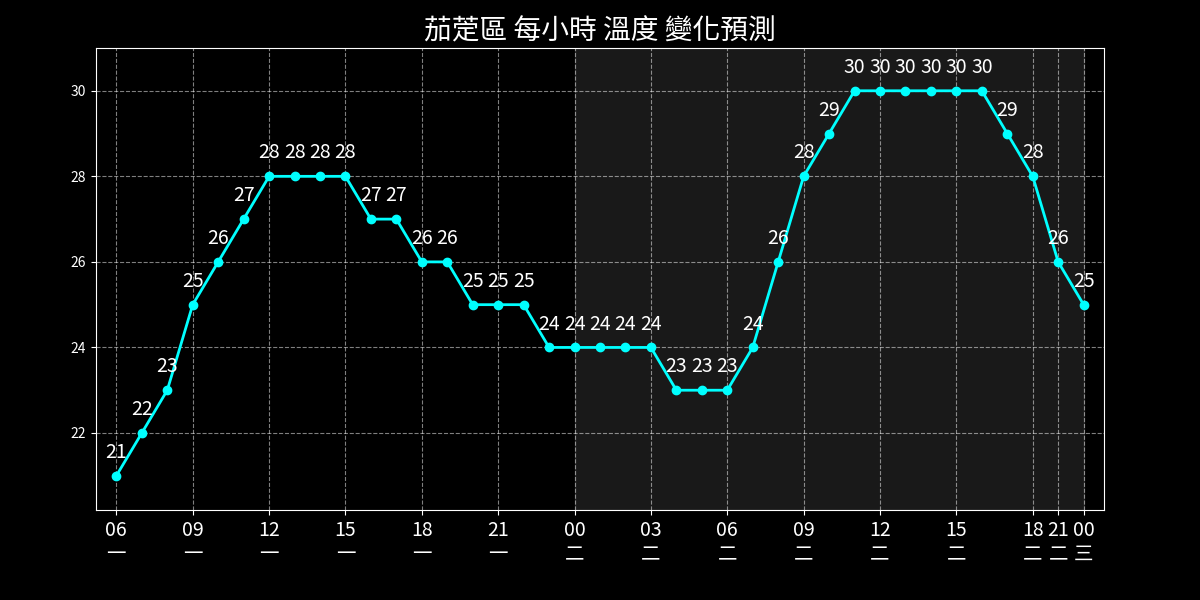 茄萣區 每小時 溫度 變化預測
30 30 30 30 30 30
30
29 29
28 28 28 28 28 28
28
27 27 27
26 26 26 26 26
26
25 25 25 25 25
24 24 24 24 24 24
24
23 23 23 23
22
22
21
06 09 12 15 18 21 00 03 06 09 12 15 18 21 00
一 一 一 一 一 一 二 二 二 二 二 二 二 二 三